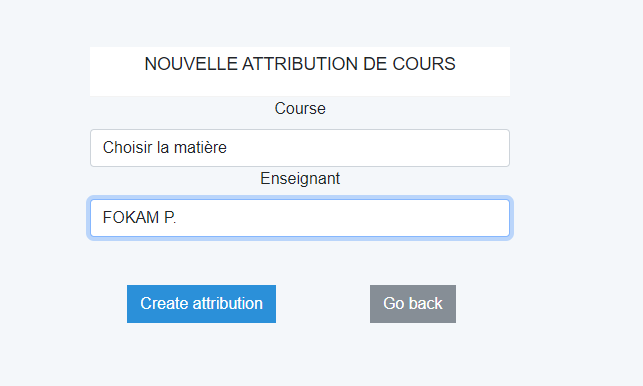 NOUVELLE ATTRIBUTION DE COURS
Course
Choisir la matière
Enseignant
FOKAM P.
Create attribution
Go back